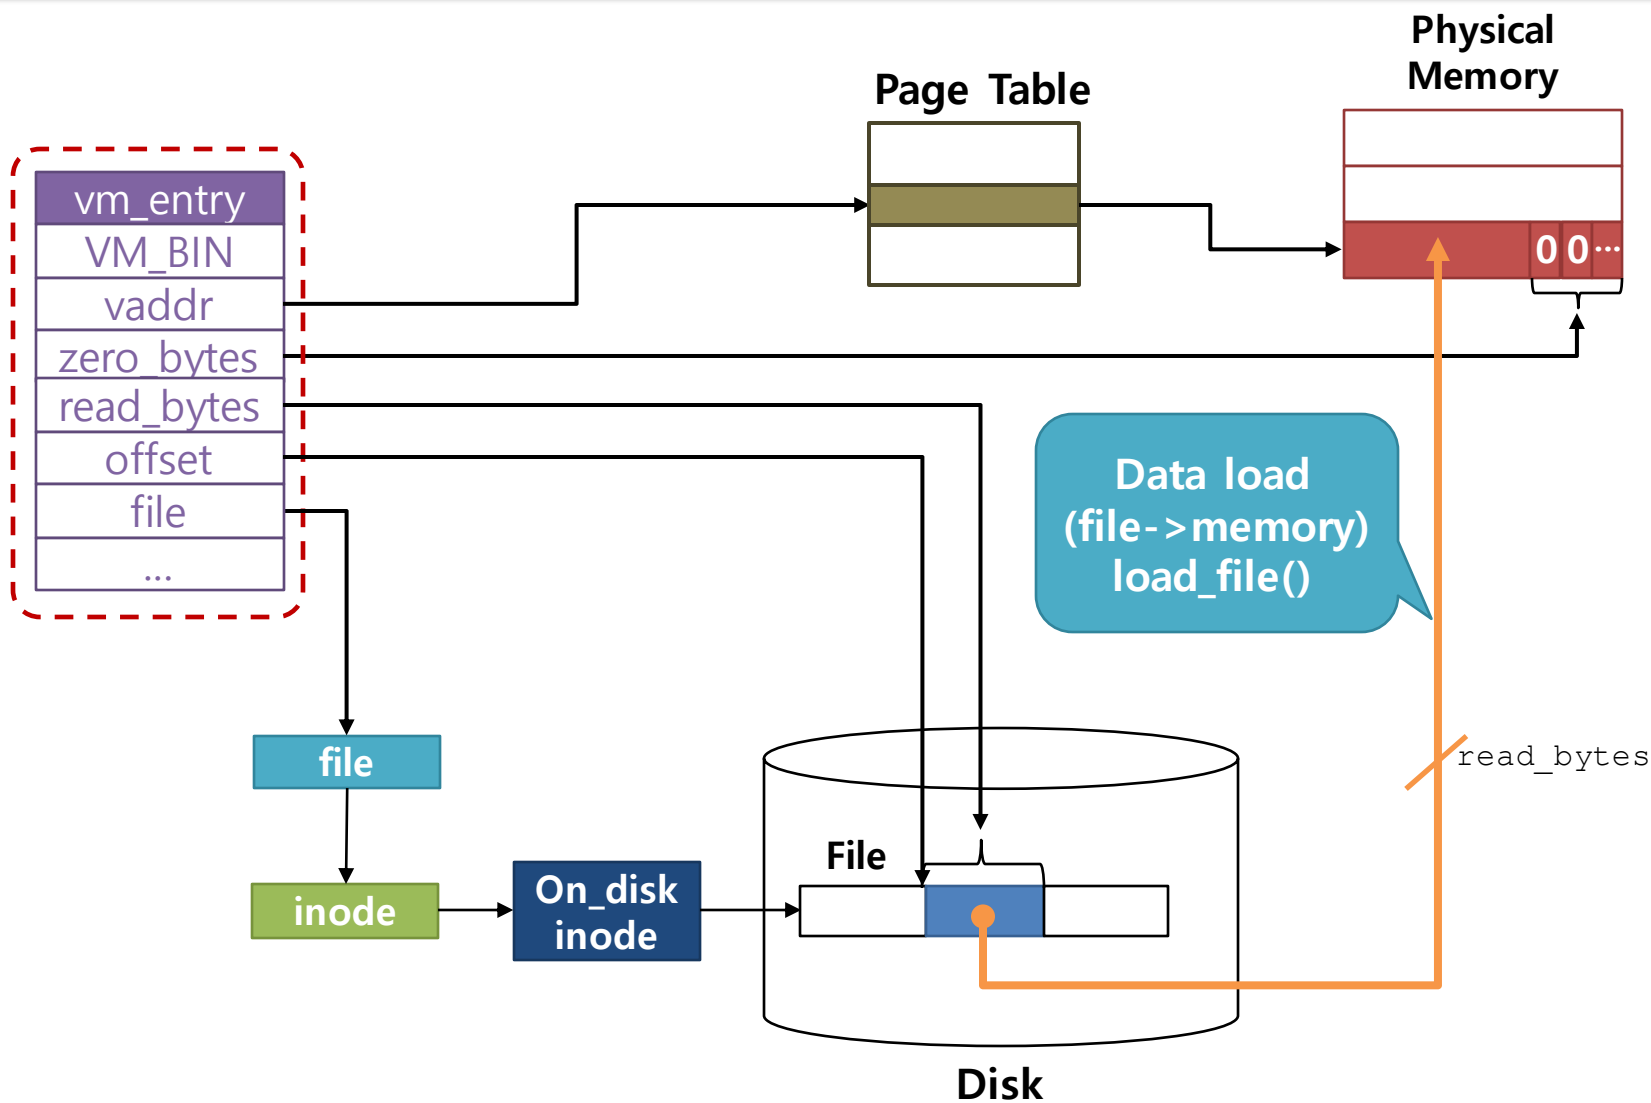 Physical
Memory
Page Table
vm_entry
VM_BIN
vaddr
zero_bytes
read_bytes
offset
file
...
0 0 ...
Data load
(file->memory)
load_file()
file
read_bytes
File
inode
On_disk
inode
Disk